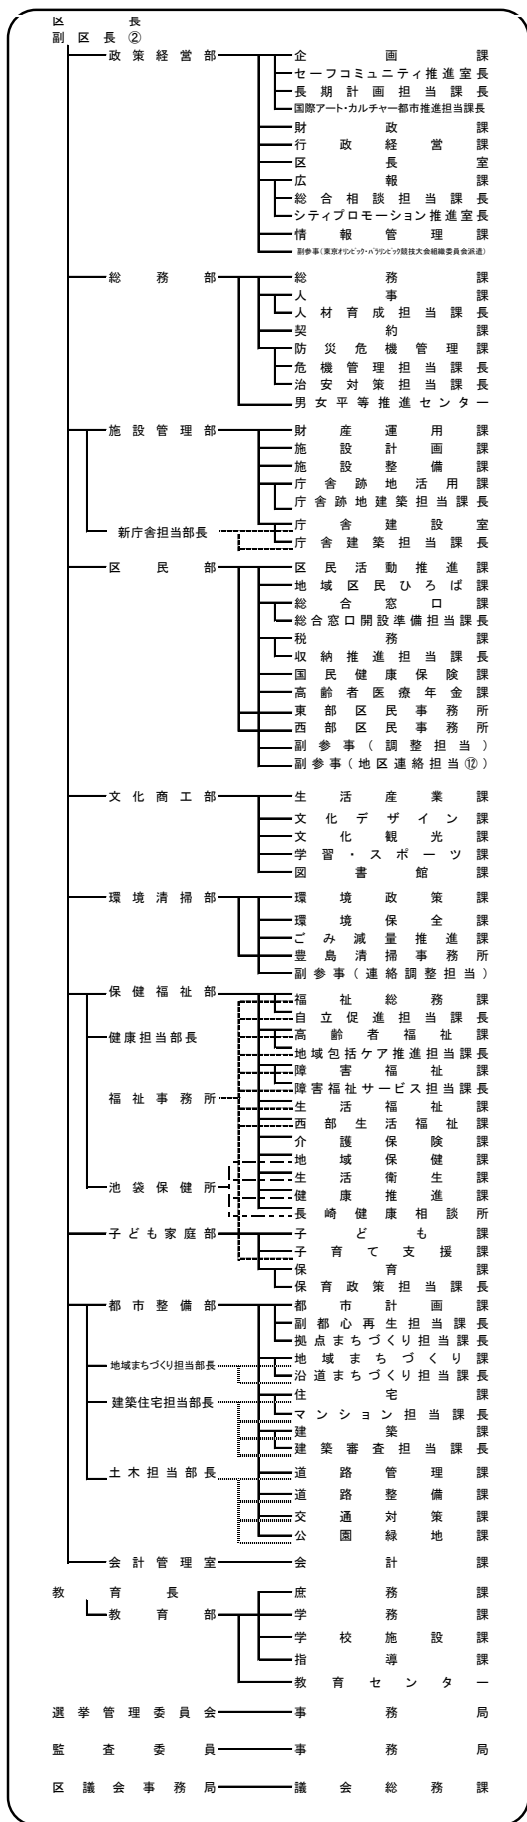 区長
副区長②
政策経営部 企画課
セーフコミュニティ推進室長
長期計画担当課長
国際アート・カルチャー都市推進担当課長
財政課
行政経営課
区長室
広報課
総合相談担当課長
シティプロモーション推進室長
情報管理課
副参事(東京オリンピック・パラリンピック競技大会組織委員会派遣)
総務部 総務課
人事課
人材育成担当課長
契約課
防災危機管理課
危機管理担当課長
治安対策担当課長
男女平等推進センター
施設管理部 財産運用課
施設計画課
施設整備課
庁舎跡地活用課
庁舎跡地建築担当課長
新庁舎担当部長 庁舎建設室
庁舎建築担当課長
区民部 区民活動推進課
地域区民ひろば課
総合窓口課
総合窓口開設準備担当課長
税務課
収納推進担当課長
国民健康保険課
高齢者医療年金課
東部区民事務所
西部区民事務所
副参事(調整担当)
副参事(地区連絡担当⑫)
文化商工部 生活産業課
文化デザイン課
文化観光課
学習・スポーツ課
図書館課
環境清掃部 環境政策課
環境保全課
ごみ減量推進課
豊島清掃事務所
副参事(連絡調整担当)
保健福祉部 福祉総務課
自立促進担当課長
健康担当部長 高齢者福祉課
地域包括ケア推進担当課長
障害福祉課
障害福祉サービス担当課長
福祉事務所 生活福祉課
西部生活福祉課
介護保険課
地域保健課
生活衛生課
池袋保健所 健康推進課
長崎健康相談所
子ども家庭部 子ども課
子育て支援課
保育課
保育政策担当課長
都市整備部 都市計画課
副都心再生担当課長
拠点まちづくり担当課長
地域まちづくり担当部長 地域まちづくり課
沿道まちづくり担当課長
建築住宅担当部長 住宅課
マンション担当課長
建築課
建築審査担当課長
土木担当部長 道路管理課
道路整備課
交通対策課
公園緑地課
会計管理室 会計課
教育長 庶務課
教育部 学務課
学校施設課
指導課
教育センター
選挙管理委員会 事務局
監査委員 事務局
区議会事務局 議会総務課